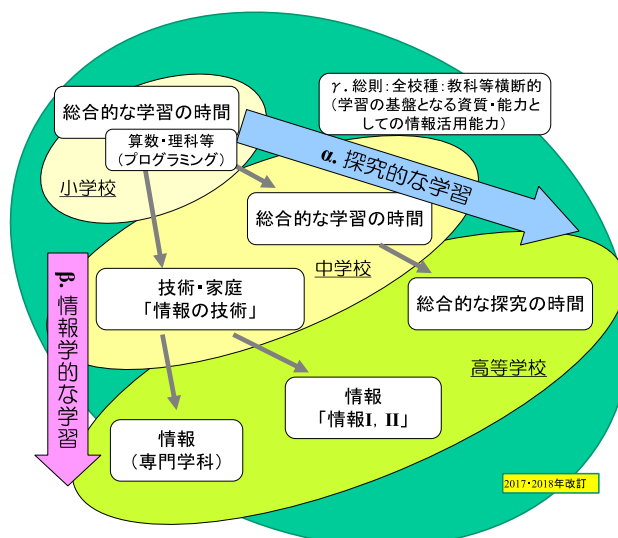 総合的な学習の時間
算数・理科等
(プログラミング)
小学校
γ. 総則:全校種:教科等横断的
(学習の基盤となる資質・能力と
しての情報活用能力)
α. 探究的な学習
総合的な学習の時間
中学校
技術・家庭
「情報の技術」
総合的な探究の時間
高等学校
β. 情報学的な学習
情報
「情報I, II」
情報
(専門学科)
2017・2018年改訂